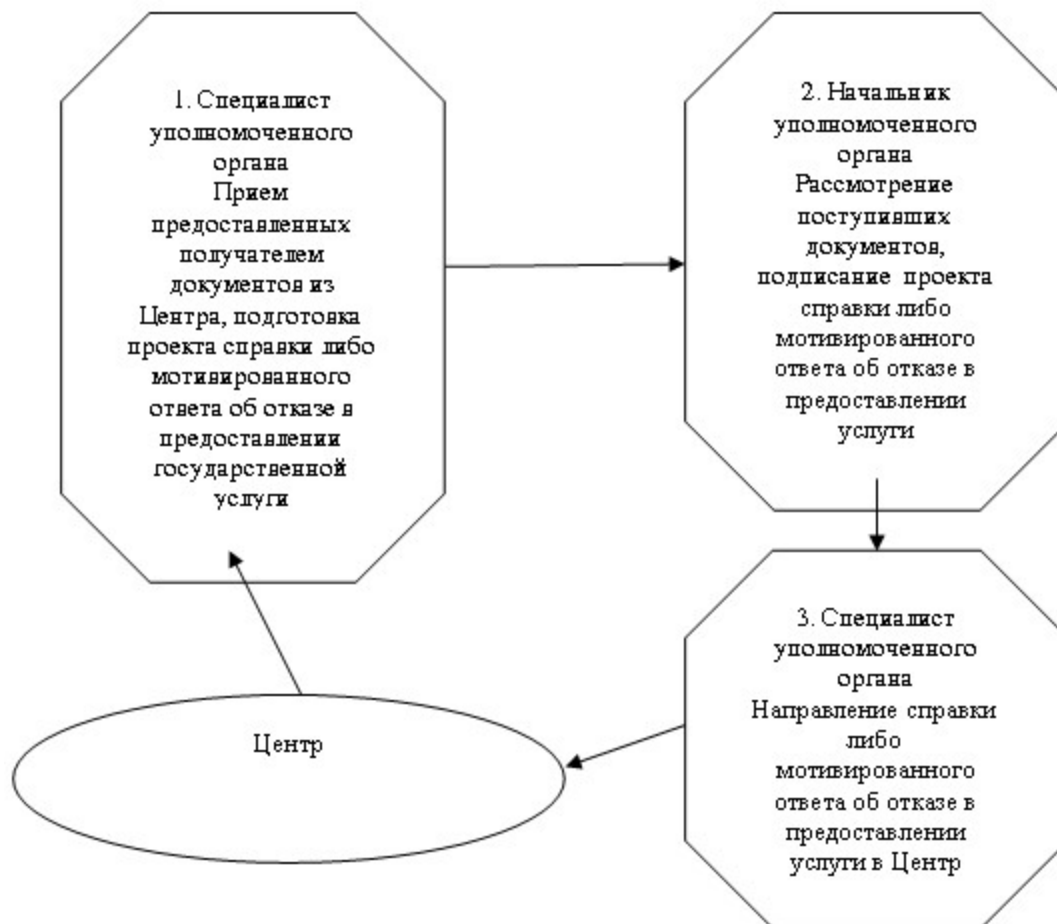 1. Специалист
уполномоченного
органа
Прием
предоставленных
получателем
документов из
Центра, подготовка
проекта справки либо
мотивированного
ответа об отказе в
предоставлении
государственной
услуги
2. Начальник
уполномоченного
органа
Рассмотрение
поступивших
документов,
подписание проекта
справки либо
мотивированного
ответа об отказе в
предоставлении
услуги
3. Специалист
уполномоченного
органа
Направление справки
либо
мотивированного
ответа об отказе в
предоставлении
услуги в Центр
Центр